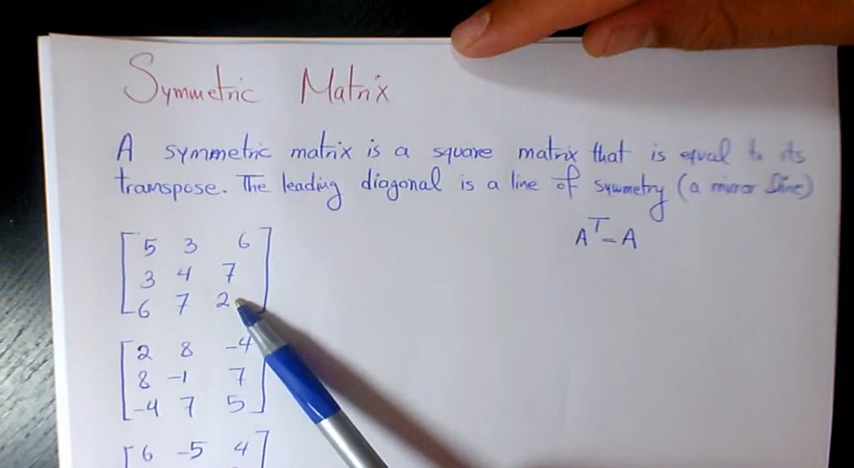 Symmetric Matrix
A symmetric matrix is a square matrix that is equal to its
transpose. The leading diagonal is a line of symmetry (a mirror line)
Aᵀ = A
5 3 6
3 4 7
6 7 2
2 8 -4
8 -1 7
-4 7 5
6 -5 4